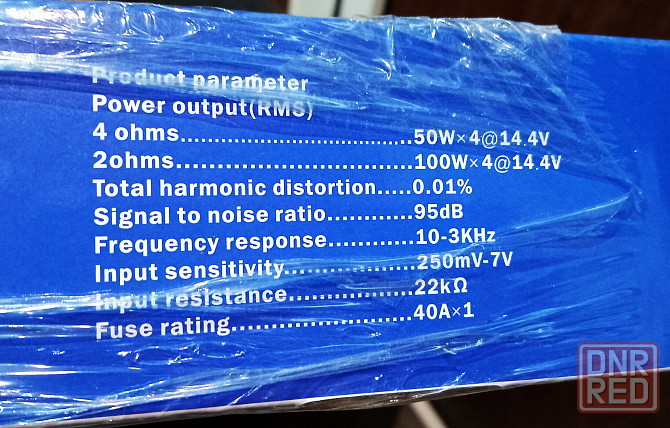 Product parameter
Power output(RMS)
4 ohms..............................50W×4@14.4V
2ohms..............................100W×4@14.4V
Total harmonic distortion.....0.01%
Signal to noise ratio............95dB
Frequency response............10-3KHz
Input sensitivity..................250mV-7V
Input resistance..................22kΩ
Fuse rating.........................40A×1
DNR
RED